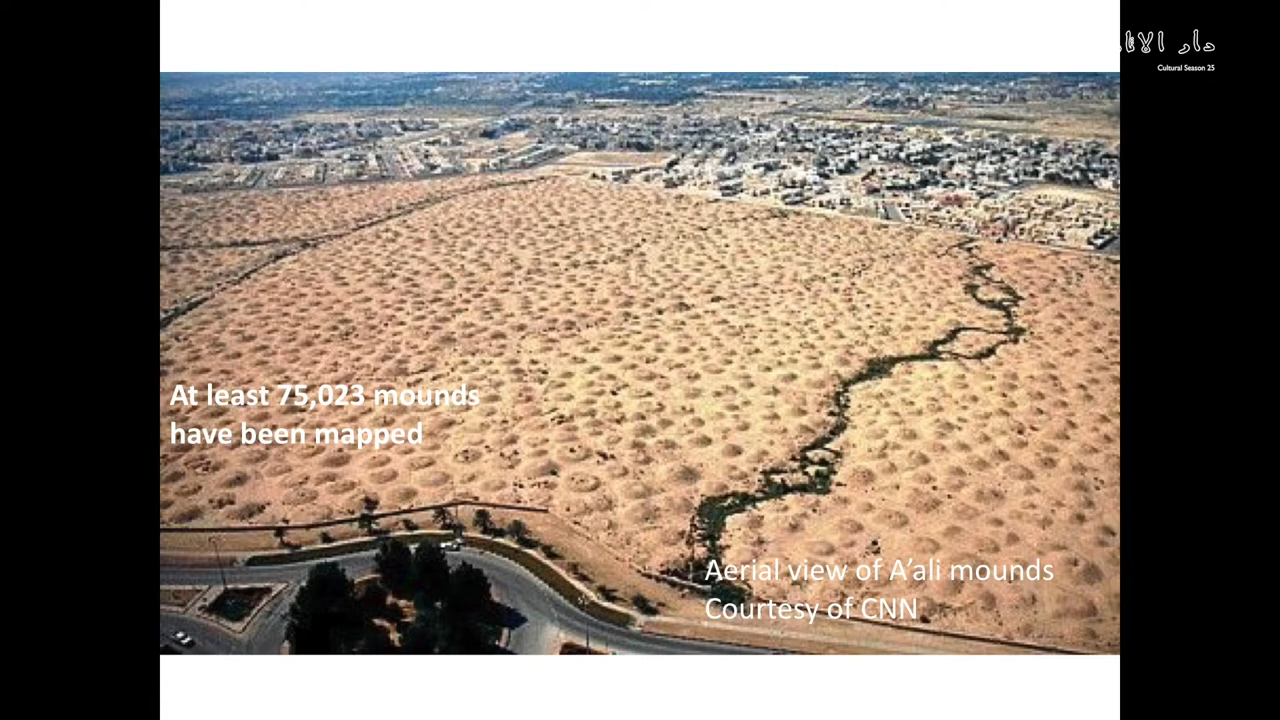 دار الآثا
Cultural Season 25
At least 75,023 mounds
have been mapped
Aerial view of A’ali mounds
Courtesy of CNN